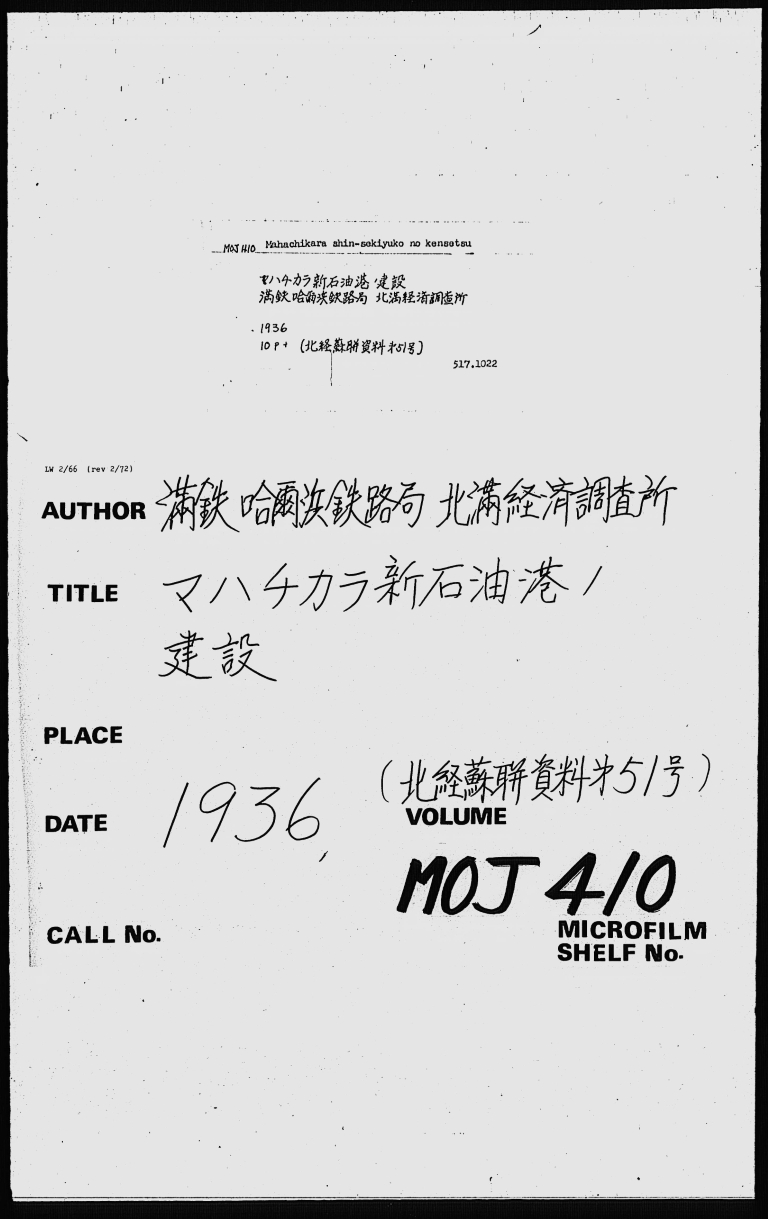 MOJ 410 Mahachikara shin-sekiyuko no kensetsu
マハチカラ新石油港ノ建設
満鉄哈爾浜鉄路局 北満経済調査所
1936
10 P + (北経蘇聯資料第51号)
517.1022
LW 2/66 (rev 2/72)
AUTHOR 満鉄哈爾浜鉄路局 北満経済調査所
TITLE マハチカラ新石油港ノ
建設
PLACE
(北経蘇聯資料第51号)
DATE 1936, VOLUME
MOJ 410
CALL No. MICROFILM
SHELF No.